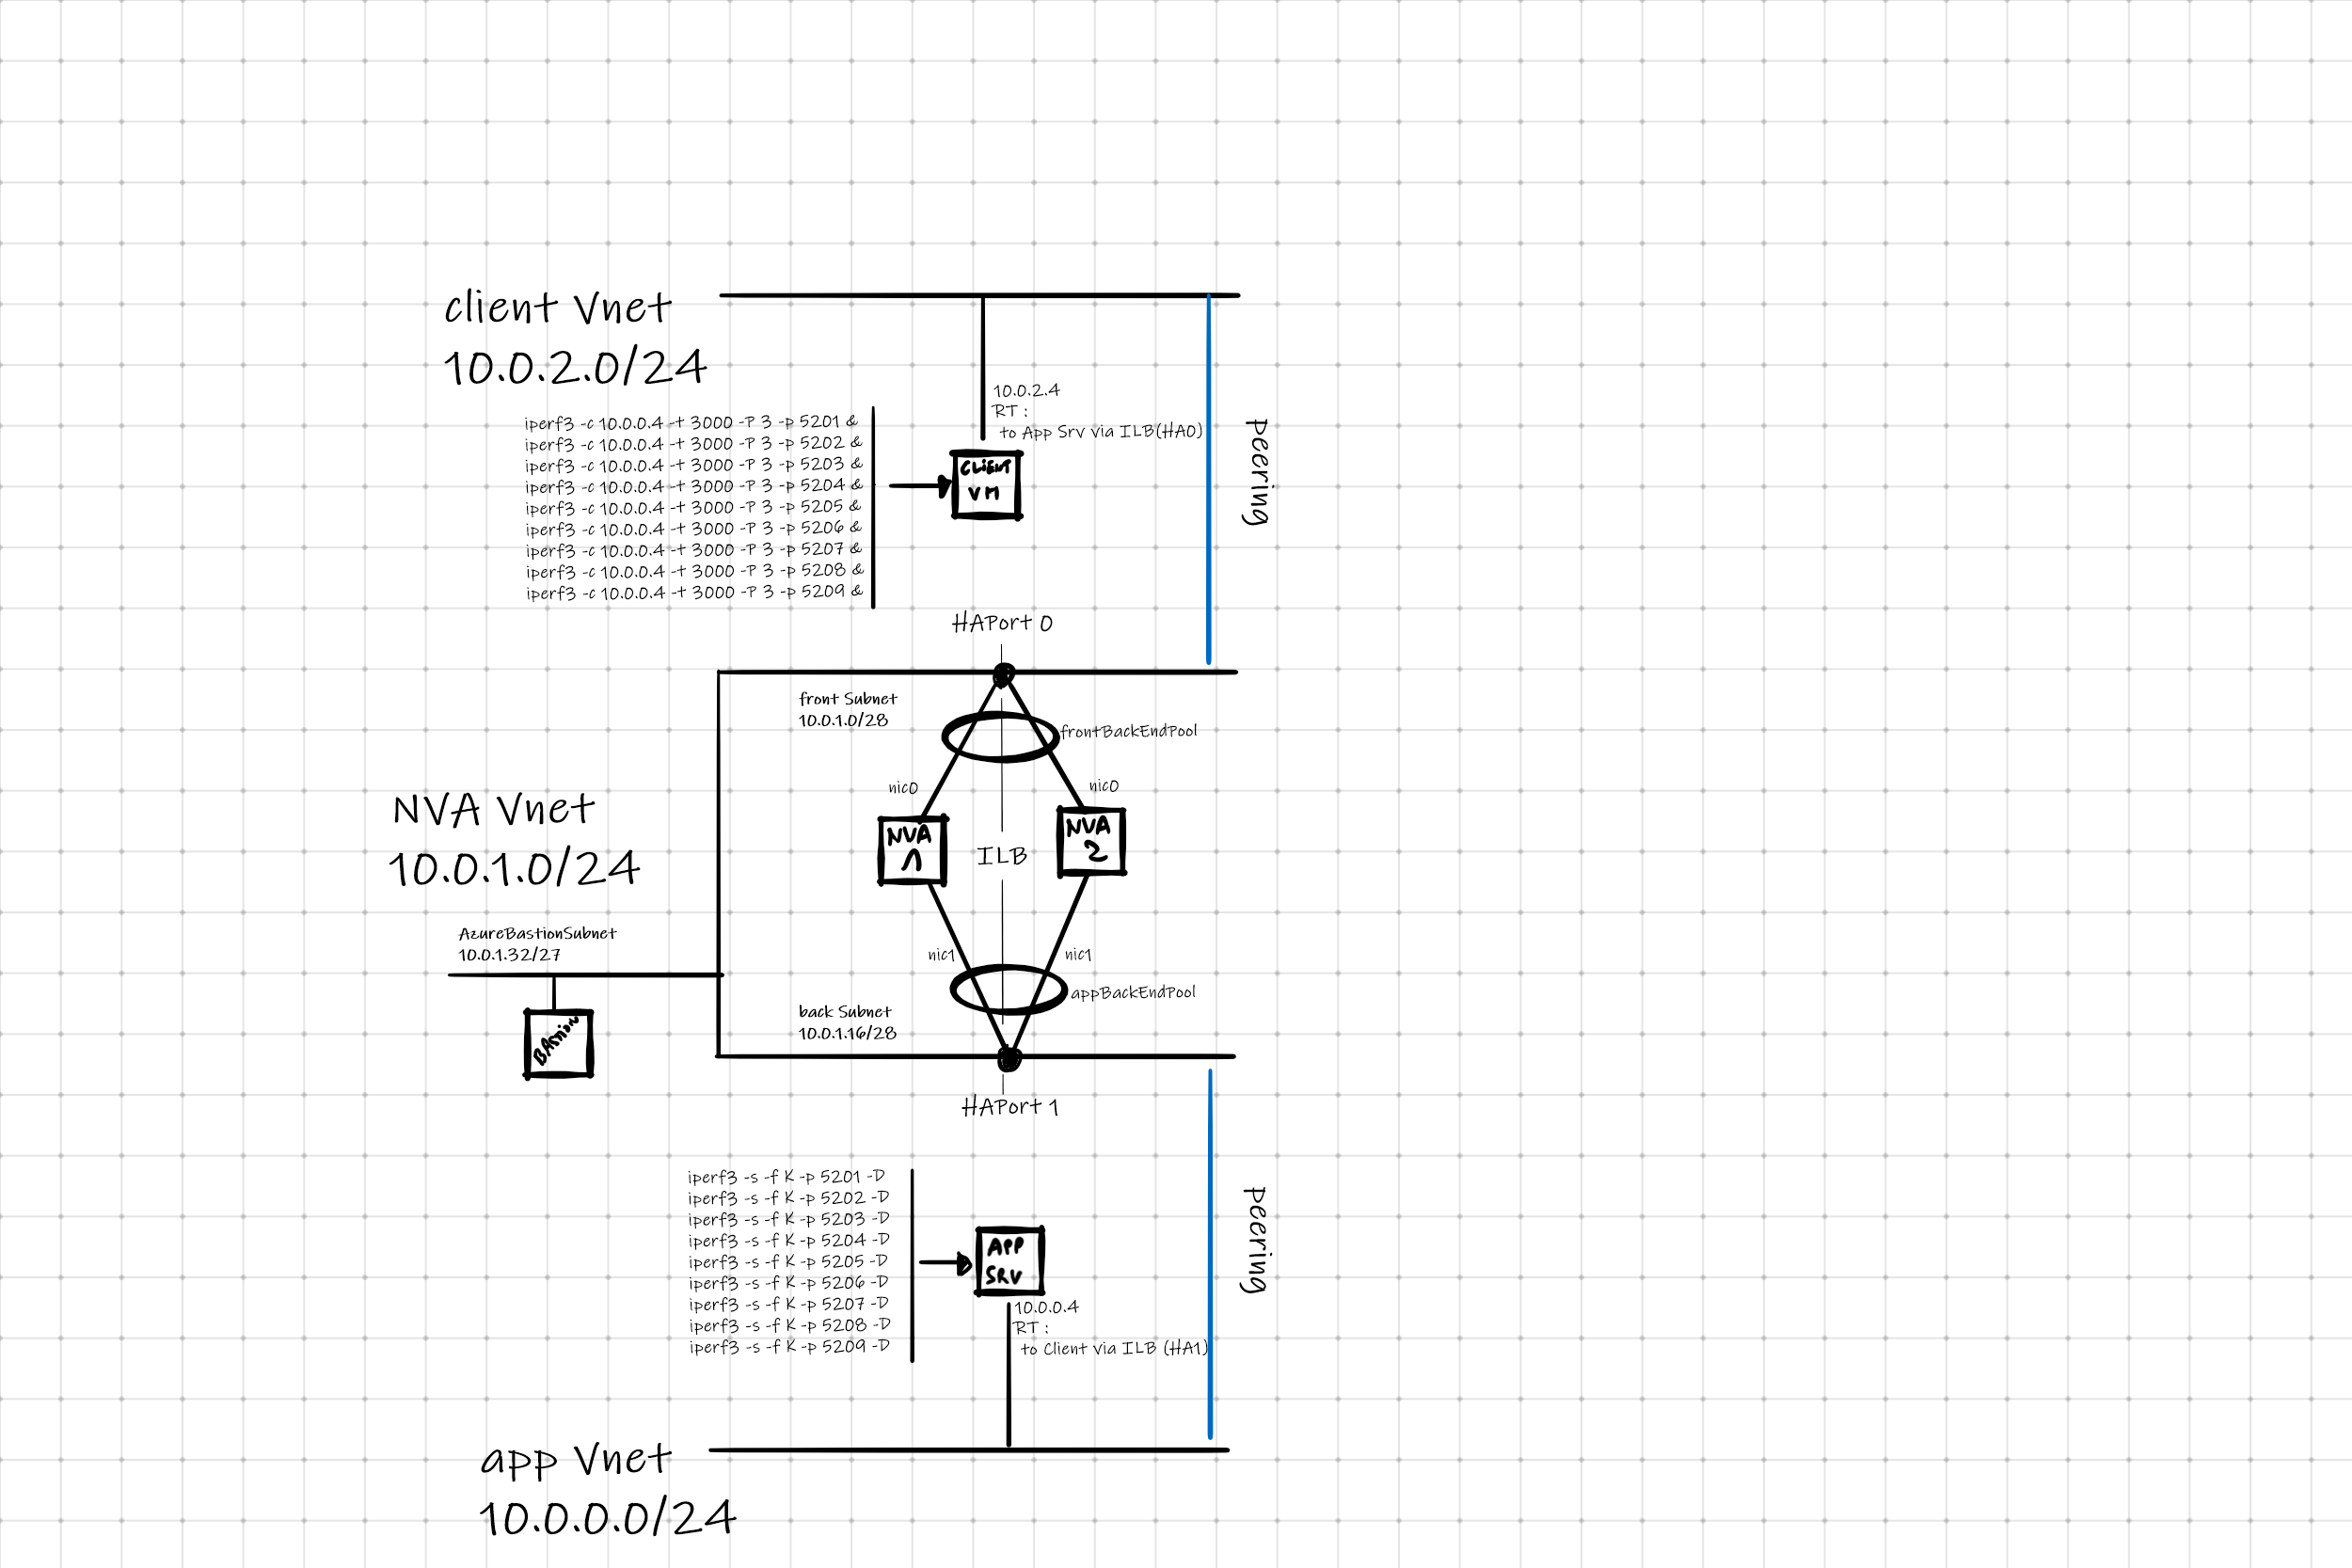 client Vnet
10.0.2.0/24
10.0.2.4
RT :
to App Srv via ILB(HA0)
iperf3 -c 10.0.0.4 -t 3000 -P 3 -p 5201 &
iperf3 -c 10.0.0.4 -t 3000 -P 3 -p 5202 &
iperf3 -c 10.0.0.4 -t 3000 -P 3 -p 5203 &
iperf3 -c 10.0.0.4 -t 3000 -P 3 -p 5204 &
iperf3 -c 10.0.0.4 -t 3000 -P 3 -p 5205 &
iperf3 -c 10.0.0.4 -t 3000 -P 3 -p 5206 &
iperf3 -c 10.0.0.4 -t 3000 -P 3 -p 5207 &
iperf3 -c 10.0.0.4 -t 3000 -P 3 -p 5208 &
iperf3 -c 10.0.0.4 -t 3000 -P 3 -p 5209 &
CLiENT
VM
peering
HAPort 0
front Subnet
10.0.1.0/28
frontBackEndPool
nic0
nic0
NVA Vnet
10.0.1.0/24
NVA
1
ILB
NVA
2
AzureBastionSubnet
10.0.1.32/27
BAstion
nic1
nic1
appBackEndPool
back Subnet
10.0.1.16/28
HAPort 1
iperf3 -s -f K -p 5201 -D
iperf3 -s -f K -p 5202 -D
iperf3 -s -f K -p 5203 -D
iperf3 -s -f K -p 5204 -D
iperf3 -s -f K -p 5205 -D
iperf3 -s -f K -p 5206 -D
iperf3 -s -f K -p 5207 -D
iperf3 -s -f K -p 5208 -D
iperf3 -s -f K -p 5209 -D
APP
SRV
10.0.0.4
RT :
to Client via ILB (HA1)
peering
app Vnet
10.0.0.0/24